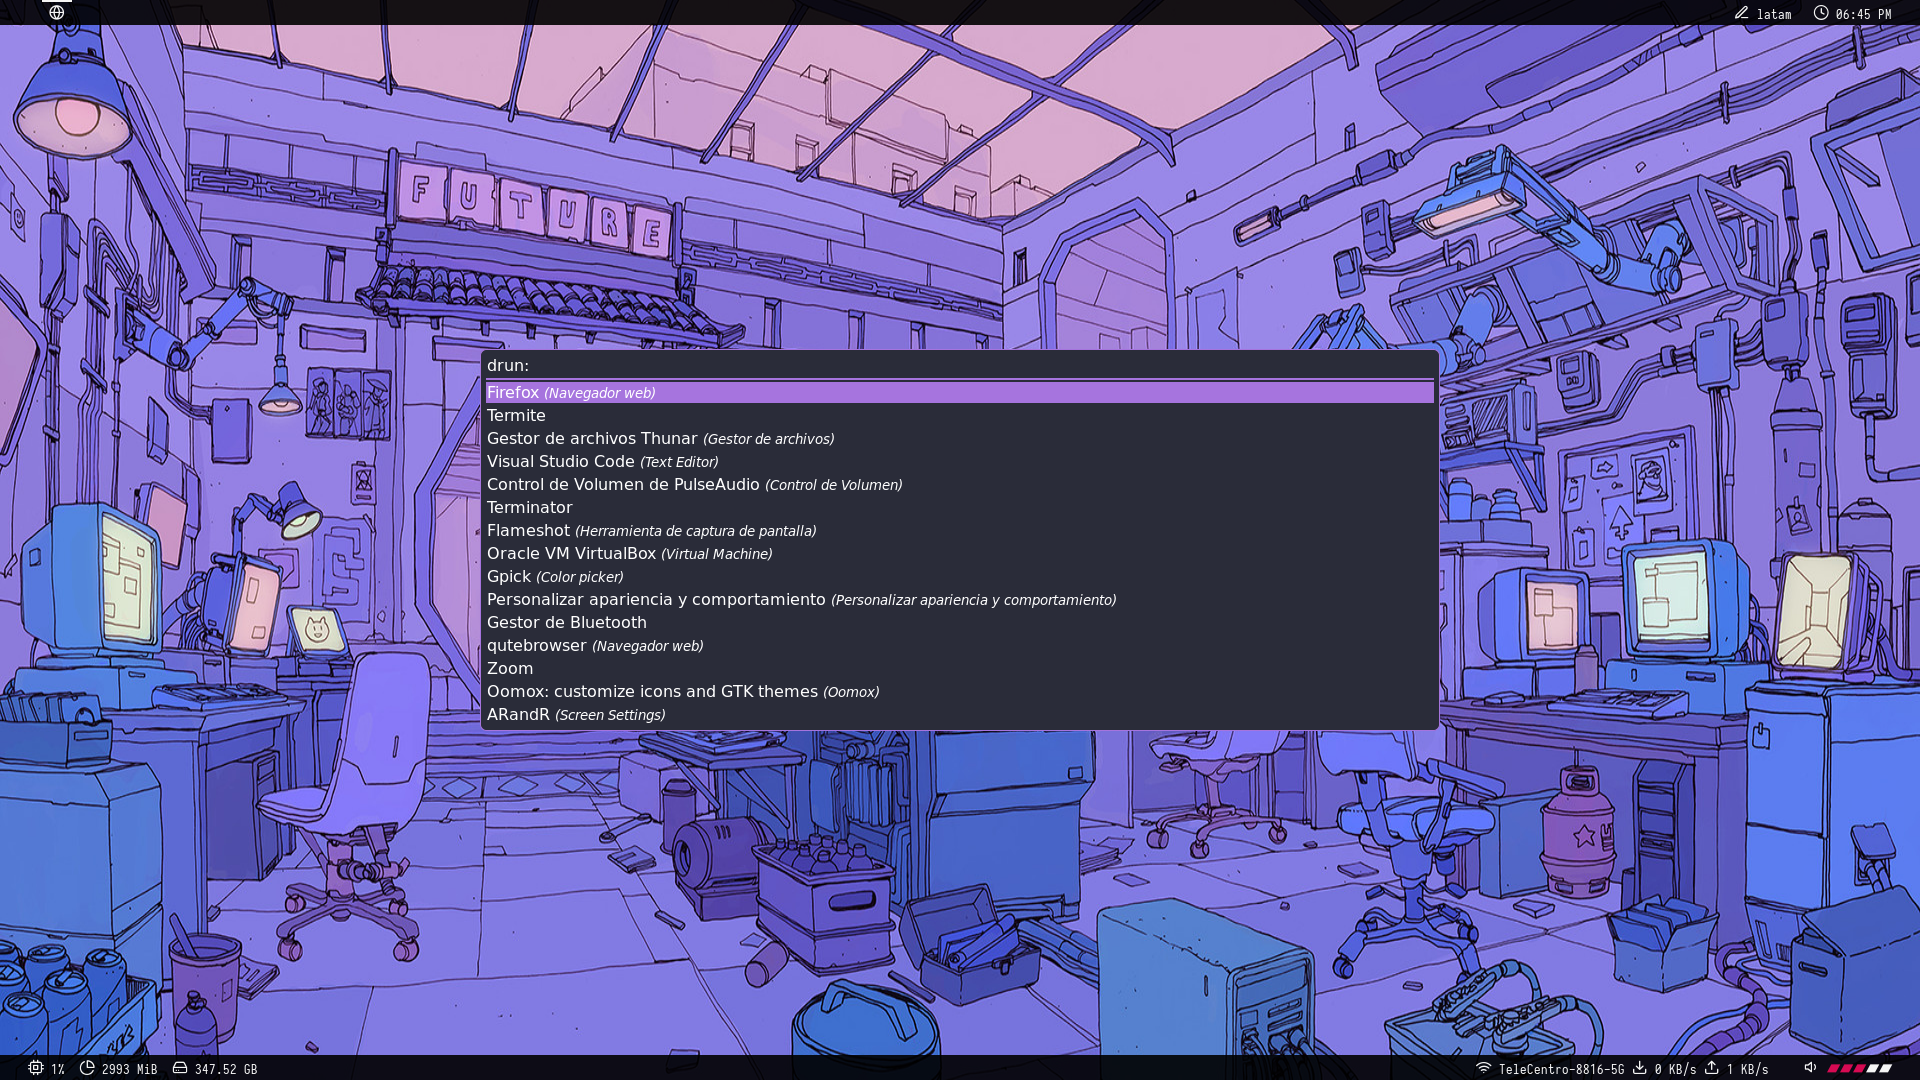 latam 06:45 PM
FUTURE
drun:
Firefox (Navegador web)
Termite
Gestor de archivos Thunar (Gestor de archivos)
Visual Studio Code (Text Editor)
Control de Volumen de PulseAudio (Control de Volumen)
Terminator
Flameshot (Herramienta de captura de pantalla)
Oracle VM VirtualBox (Virtual Machine)
Gpick (Color picker)
Personalizar apariencia y comportamiento (Personalizar apariencia y comportamiento)
Gestor de Bluetooth
qutebrowser (Navegador web)
Zoom
Oomox: customize icons and GTK themes (Oomox)
ARandR (Screen Settings)
1% 2993 MiB 347.52 GB TeleCentro-8816-5G 0 KB/s 1 KB/s